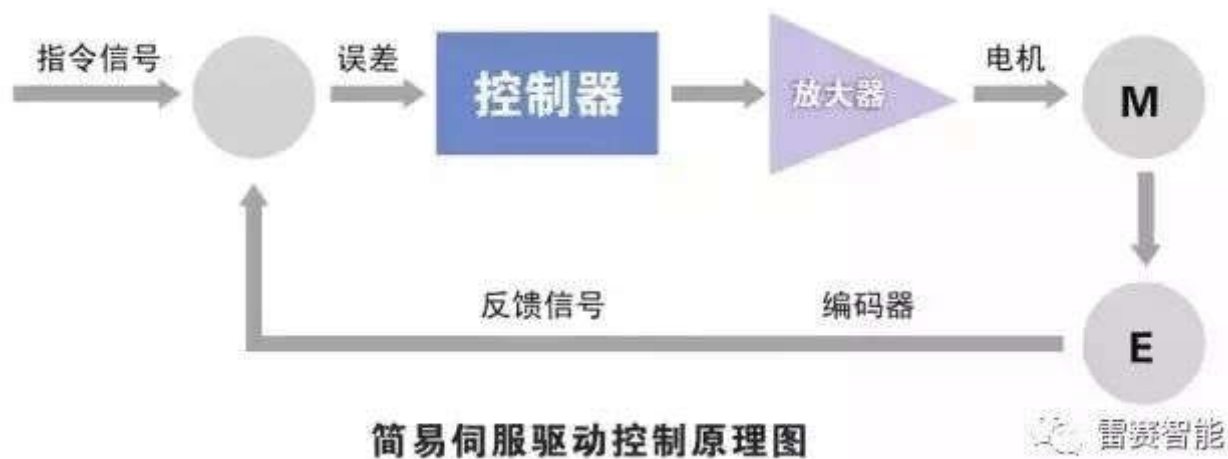 指令信号
误差
控制器
放大器
电机
M
反馈信号
编码器
E
简易伺服驱动控制原理图
雷赛智能